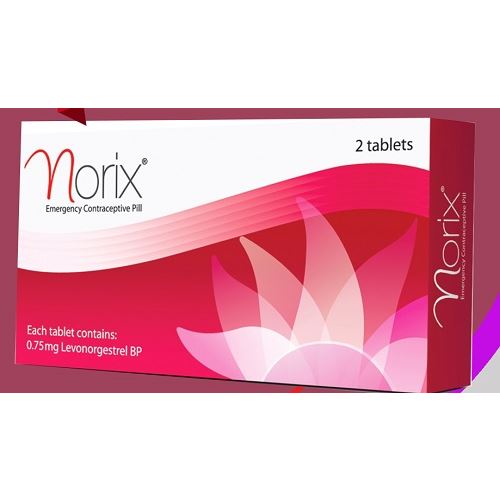 norix®
Emergency Contraceptive Pill
2 tablets
Each tablet contains:
0.75mg Levonorgestrel BP
norix®
Emergency Contraceptive Pill